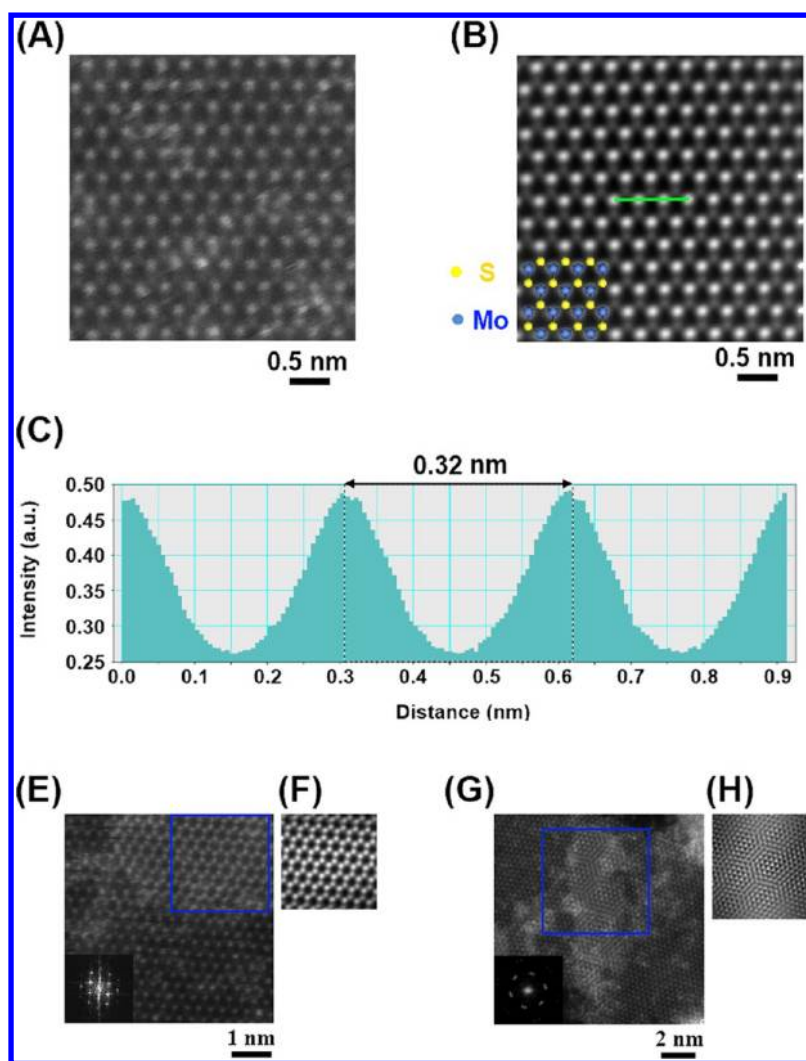 (A)
(B)
S
Mo
0.5 nm
0.5 nm
(C)
0.32 nm
0.50
0.45
0.40
0.35
0.30
0.25
Intensity (a.u.)
0.0 0.1 0.2 0.3 0.4 0.5 0.6 0.7 0.8 0.9
Distance (nm)
(E)
(F)
(G)
(H)
1 nm
2 nm